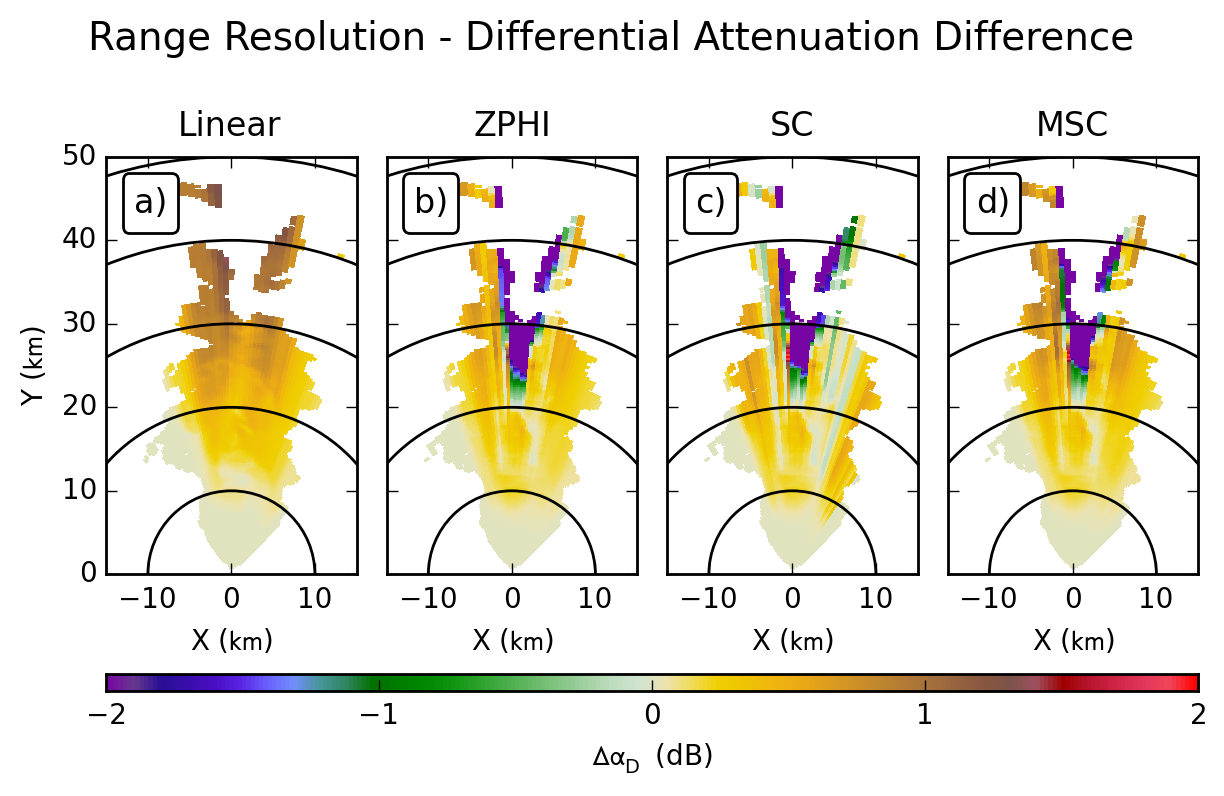 Range Resolution - Differential Attenuation Difference
Linear ZPHI SC MSC
50
a) b) c) d)
40
30
20
10
0
Y (km)
−10 0 10 −10 0 10 −10 0 10 −10 0 10
X (km) X (km) X (km) X (km)
−2 −1 0 1 2
Δα_D (dB)